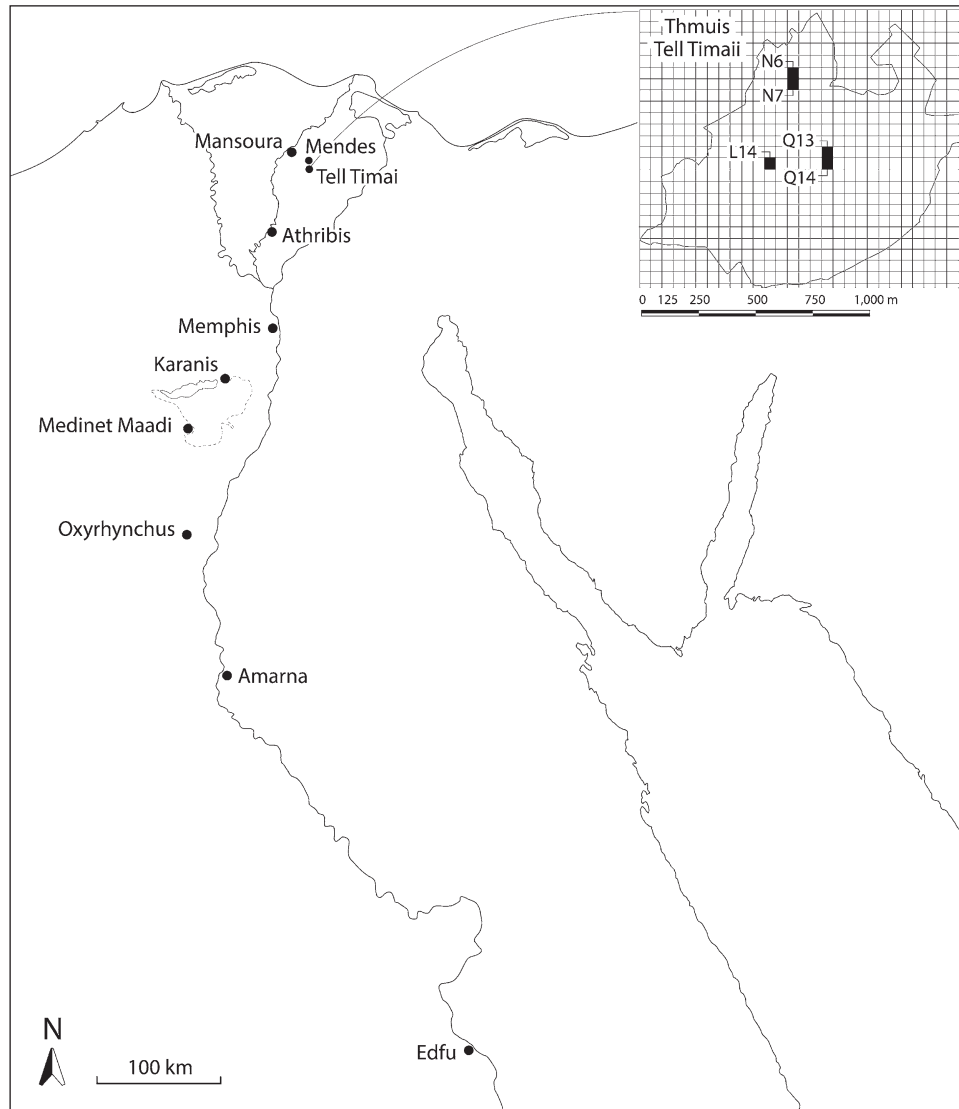 Thmuis
Tell Timaii
N6
N7
Q13
L14
Q14
0 125 250 500 750 1,000 m
Mansoura
Mendes
Tell Timai
Athribis
Memphis
Karanis
Medinet Maadi
Oxyrhynchus
Amarna
Edfu
N
100 km